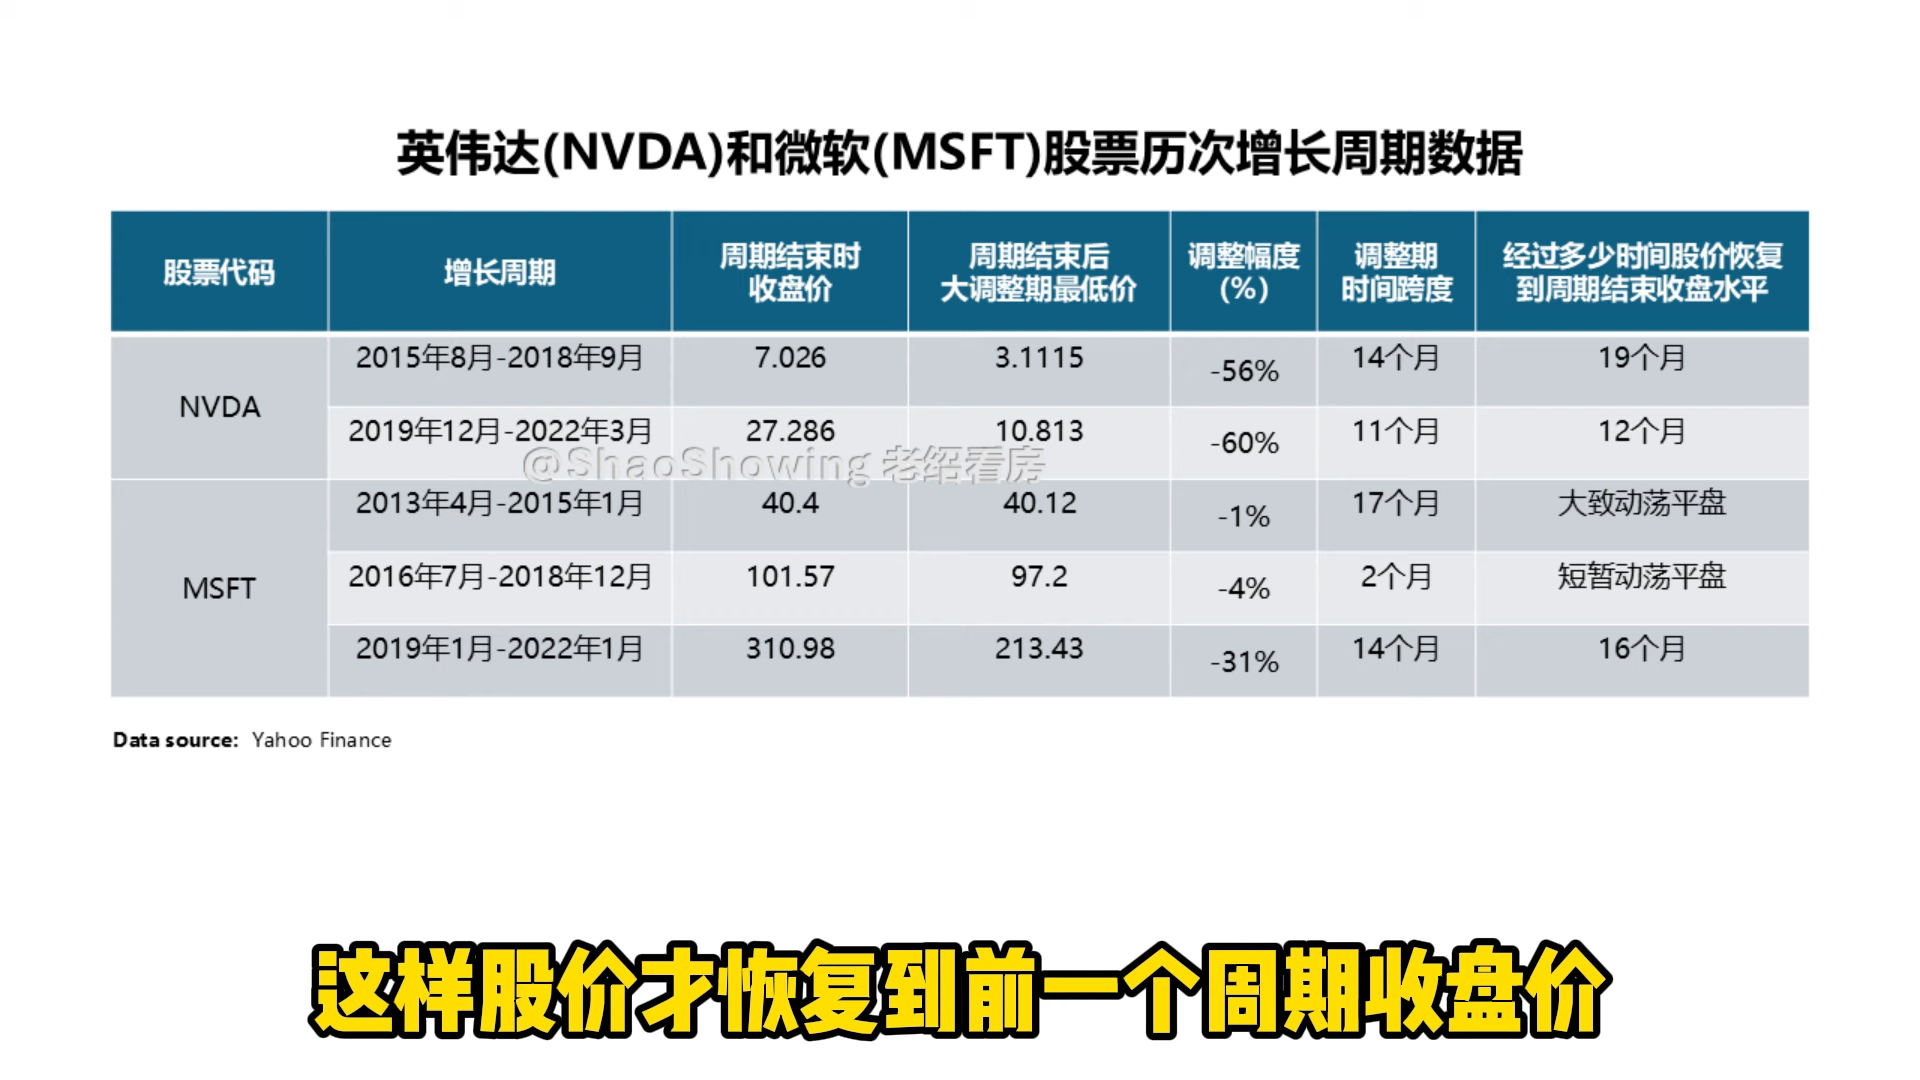 英伟达(NVDA)和微软(MSFT)股票历次增长周期数据
股票代码 增长周期 周期结束时收盘价 周期结束后大调整期最低价 调整幅度(%) 调整期时间跨度 经过多少时间股价恢复到周期结束收盘水平
NVDA 2015年8月-2018年9月 7.026 3.1115 -56% 14个月 19个月
2019年12月-2022年3月 27.286 10.813 -60% 11个月 12个月
@ShaoShowing 老绍看房
MSFT 2013年4月-2015年1月 40.4 40.12 -1% 17个月 大致动荡平盘
2016年7月-2018年12月 101.57 97.2 -4% 2个月 短暂动荡平盘
2019年1月-2022年1月 310.98 213.43 -31% 14个月 16个月
Data source: Yahoo Finance
这样股价才恢复到前一个周期收盘价